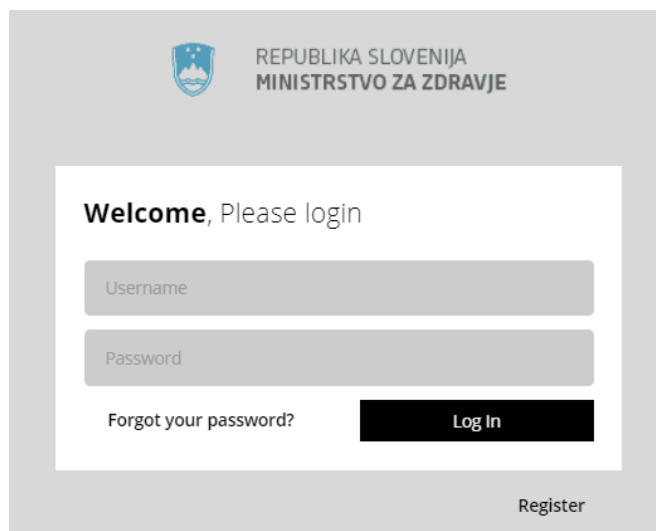 REPUBLIKA SLOVENIJA
MINISTRSTVO ZA ZDRAVJE
Welcome, Please login
Username
Password
Forgot your password?
Log In
Register